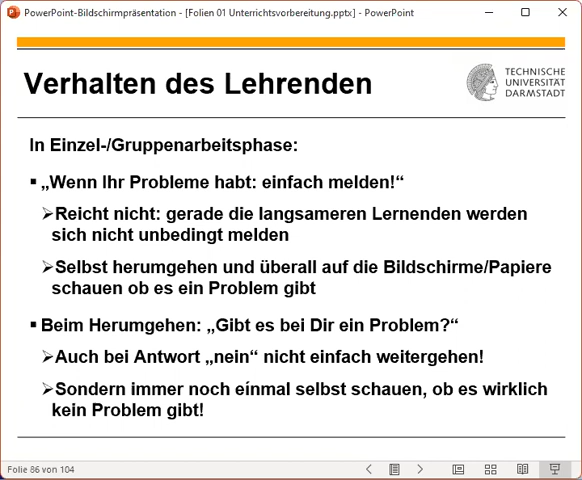 PowerPoint-Bildschirmpräsentation - [Folien 01 Unterrichtsvorbereitung.pptx] - PowerPoint
Verhalten des Lehrenden
TECHNISCHE
UNIVERSITÄT
DARMSTADT
In Einzel-/Gruppenarbeitsphase:
▪ „Wenn Ihr Probleme habt: einfach melden!“
➢Reicht nicht: gerade die langsameren Lernenden werden
sich nicht unbedingt melden
➢Selbst herumgehen und überall auf die Bildschirme/Papiere
schauen ob es ein Problem gibt
▪ Beim Herumgehen: „Gibt es bei Dir ein Problem?“
➢Auch bei Antwort „nein“ nicht einfach weitergehen!
➢Sondern immer noch eínmal selbst schauen, ob es wirklich
kein Problem gibt!
Folie 86 von 104